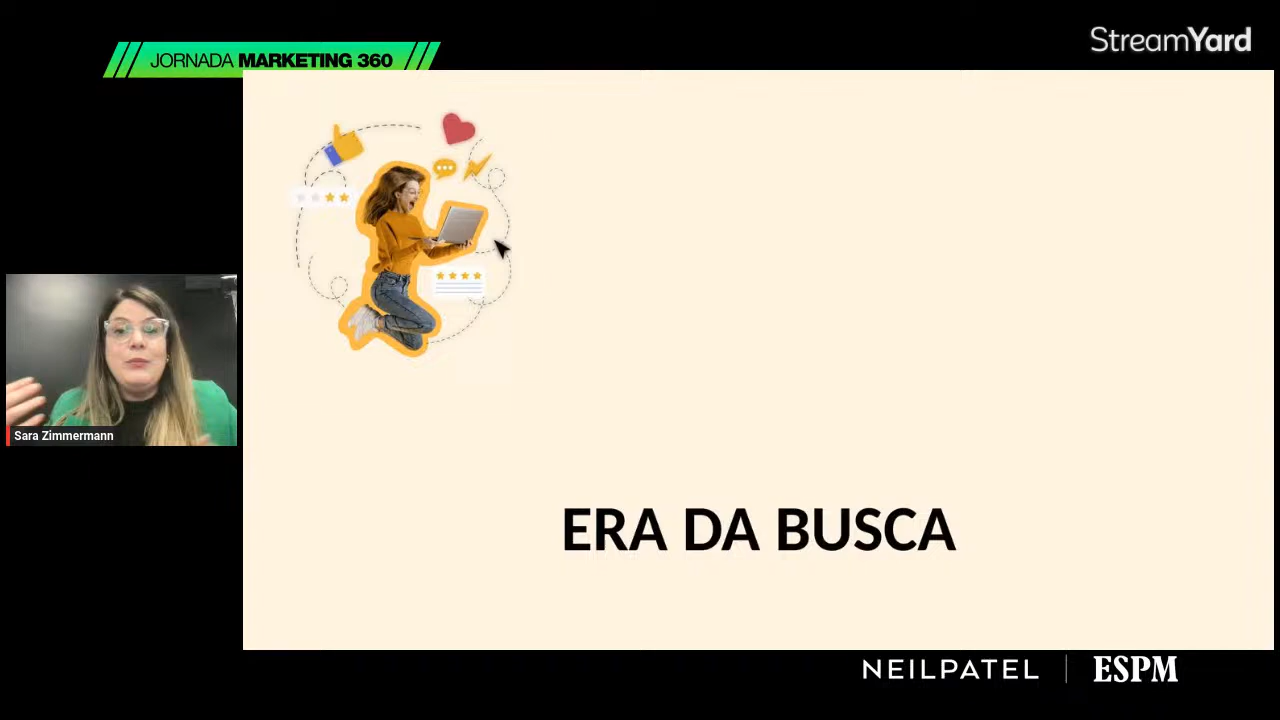 JORNADA MARKETING 360
StreamYard
ERA DA BUSCA
Sara Zimmermann
NEILPATEL
ESPM